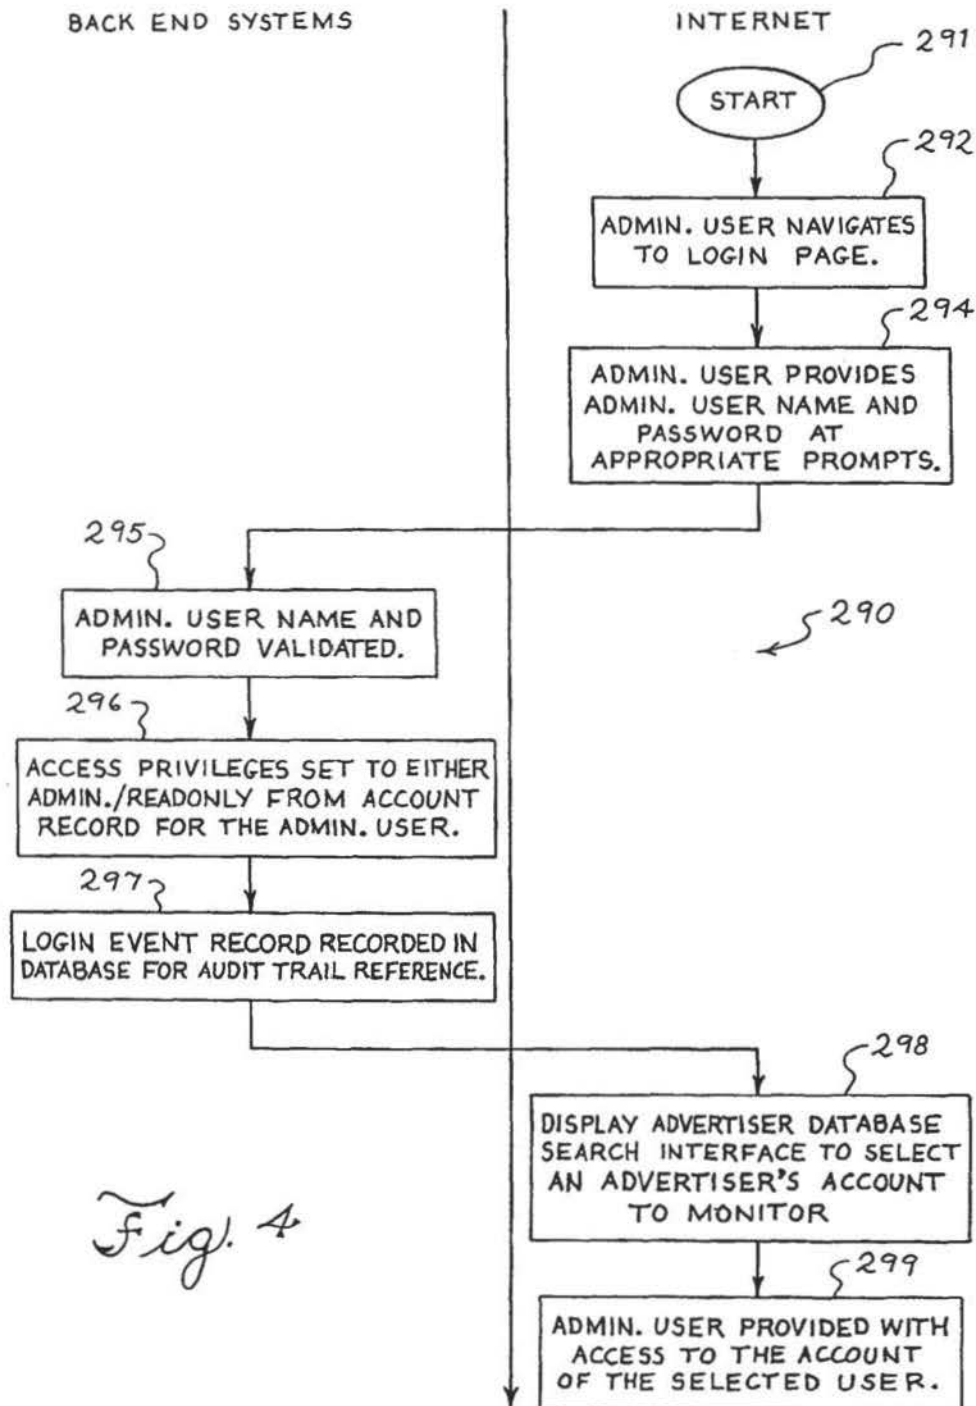 BACK END SYSTEMS
INTERNET
291
START
292
ADMIN. USER NAVIGATES
TO LOGIN PAGE.
294
ADMIN. USER PROVIDES
ADMIN. USER NAME AND
PASSWORD AT
APPROPRIATE PROMPTS.
295
ADMIN. USER NAME AND
PASSWORD VALIDATED.
290
296
ACCESS PRIVILEGES SET TO EITHER
ADMIN./READONLY FROM ACCOUNT
RECORD FOR THE ADMIN. USER.
297
LOGIN EVENT RECORD RECORDED IN
DATABASE FOR AUDIT TRAIL REFERENCE.
298
DISPLAY ADVERTISER DATABASE
SEARCH INTERFACE TO SELECT
AN ADVERTISER'S ACCOUNT
TO MONITOR
299
ADMIN. USER PROVIDED WITH
ACCESS TO THE ACCOUNT
OF THE SELECTED USER.
Fig. 4